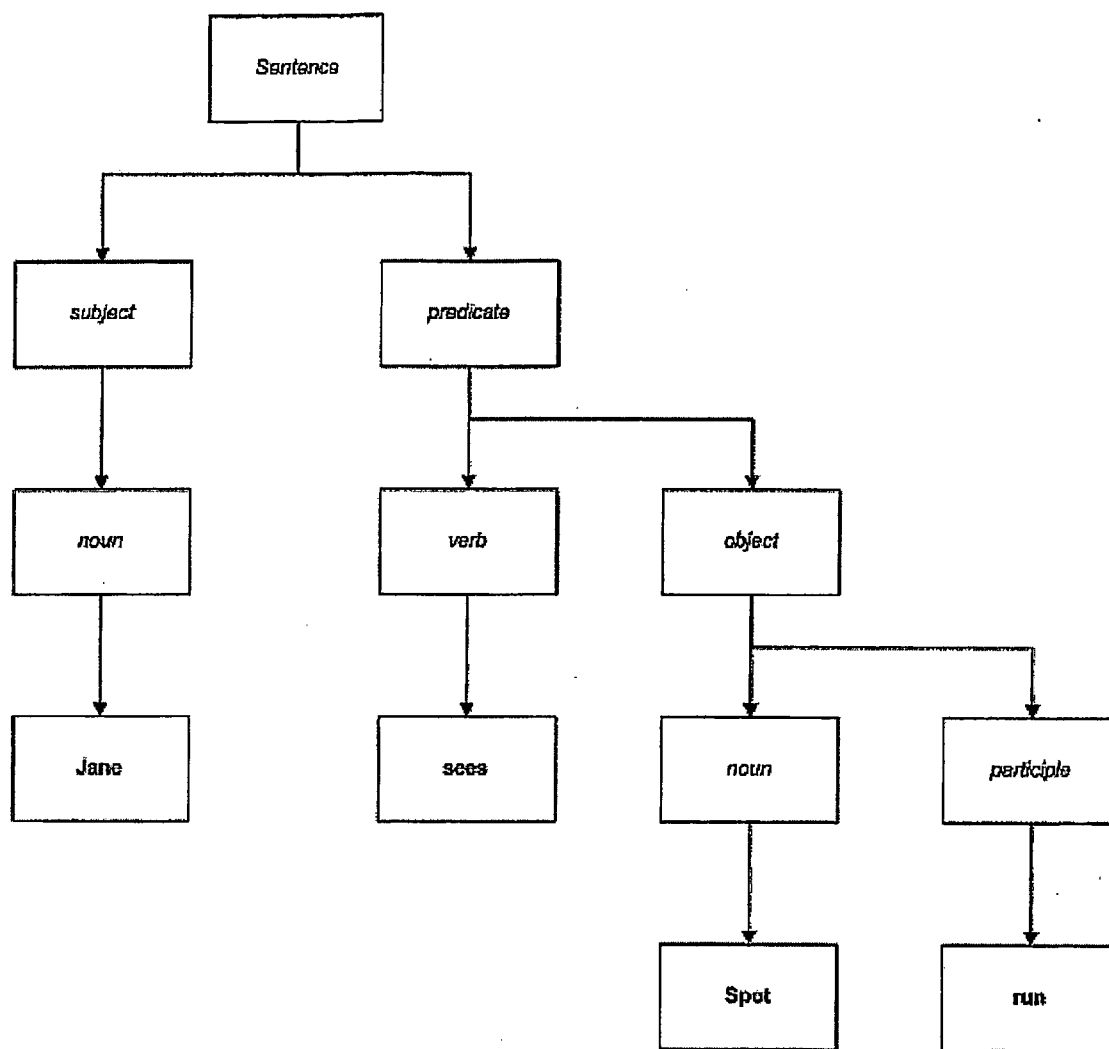 Sentence
subject
predicate
noun
verb
object
Jane
sees
noun
participle
Spot
run